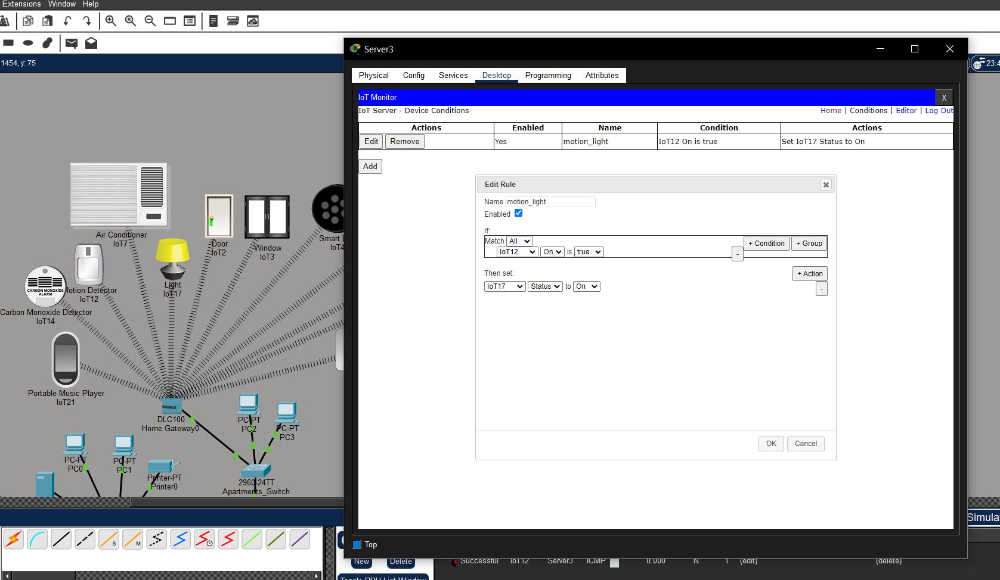 Extensions Window Help
1454, y: 75
23:4
Server3
Physical Config Services Desktop Programming Attributes
IoT Monitor X
IoT Server - Device Conditions Home | Conditions | Editor | Log Out
Actions Enabled Name Condition Actions
Edit Remove Yes motion_light IoT12 On is true Set IoT17 Status to On
Add
Edit Rule
Name motion_light
Enabled
If:
Match All + Condition + Group
IoT12 On is true -
Then set: + Action
IoT17 Status to On -
OK Cancel
Top
Air Conditioner
IoT7
Door
IoT2
Window
IoT3
Smart L
IoT4
Light
IoT17
Motion Detector
IoT12
CARBON MONOXIDE
ALARM
Carbon Monoxide Detector
IoT14
Portable Music Player
IoT21
DLC100
Home Gateway0
PC-PT
PC2
PC-PT
PC3
PC-PT
PC0
PC-PT
PC1
Printer-PT
Printer0
2960-24TT
Apartments_Switch
Simula
S M
New Delete
Successful IoT12 Server3 ICMP 0.000 N 1 (edit) (delete)
Toggle PDU List Window